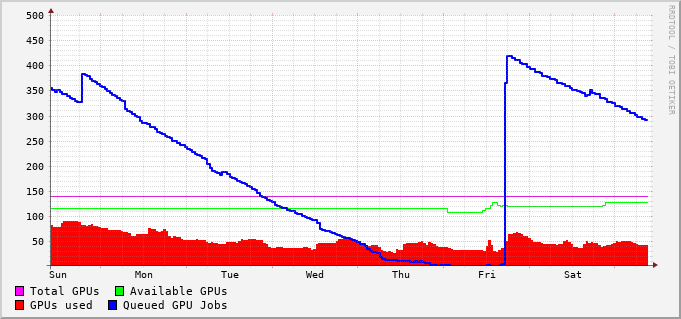 500
450
400
350
300
250
200
150
100
50
Sun Mon Tue Wed Thu Fri Sat
Total GPUs Available GPUs
GPUs used Queued GPU Jobs
RRDTOOL / TOBI OETIKER